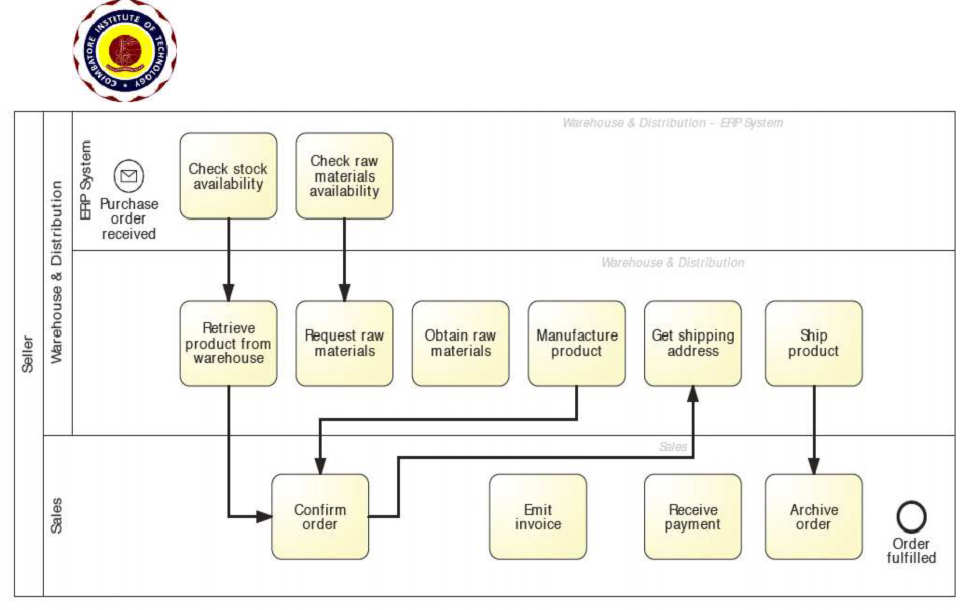 COIMBATORE INSTITUTE OF TECHNOLOGY
Seller
Warehouse & Distribution
ERP System
Warehouse & Distribution - ERP System
Purchase
order
received
Check stock
availability
Check raw
materials
availability
Warehouse & Distribution
Retrieve
product from
warehouse
Request raw
materials
Obtain raw
materials
Manufacture
product
Get shipping
address
Ship
product
Sales
Sales
Confirm
order
Emit
invoice
Receive
payment
Archive
order
Order
fulfilled